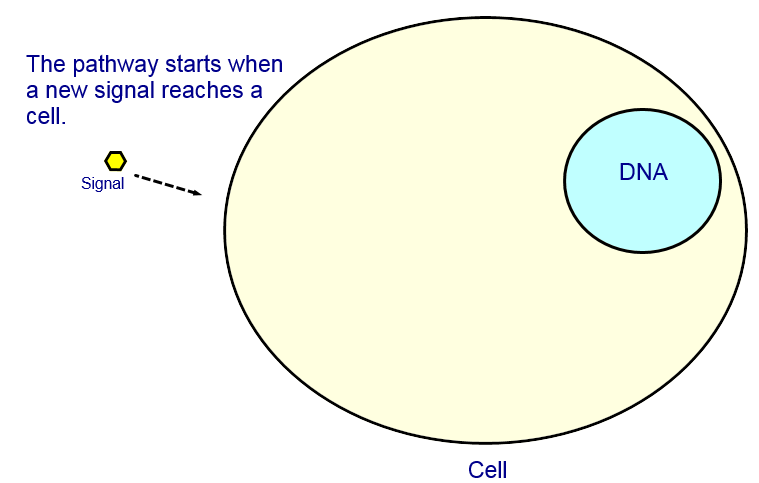 The pathway starts when
a new signal reaches a
cell.
Signal
DNA
Cell